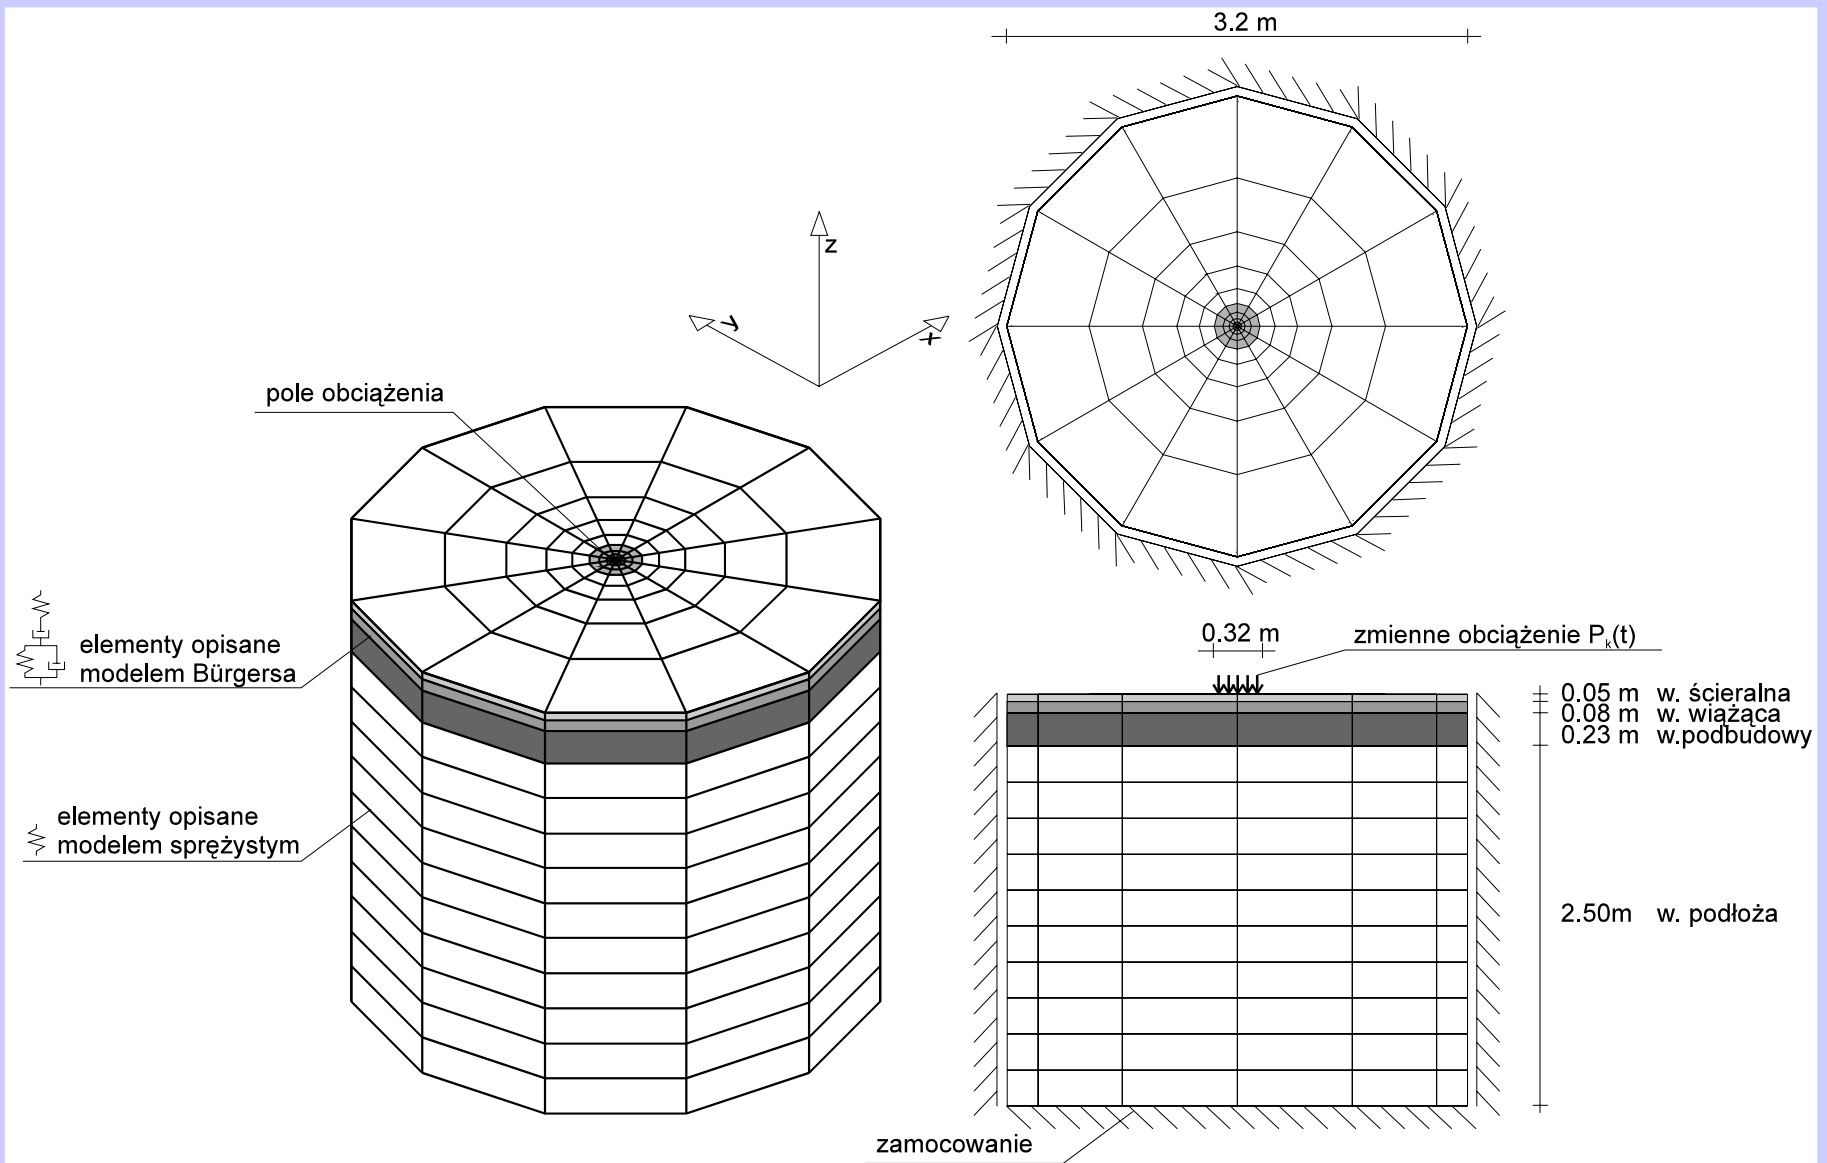 3.2 m
z
y
x
pole obciążenia
elementy opisane
modelem Bürgersa
elementy opisane
modelem sprężystym
0.32 m
zmienne obciążenie Pₖ(t)
0.05 m w. ścieralna
0.08 m w. wiążąca
0.23 m w.podbudowy
2.50m w. podłoża
zamocowanie